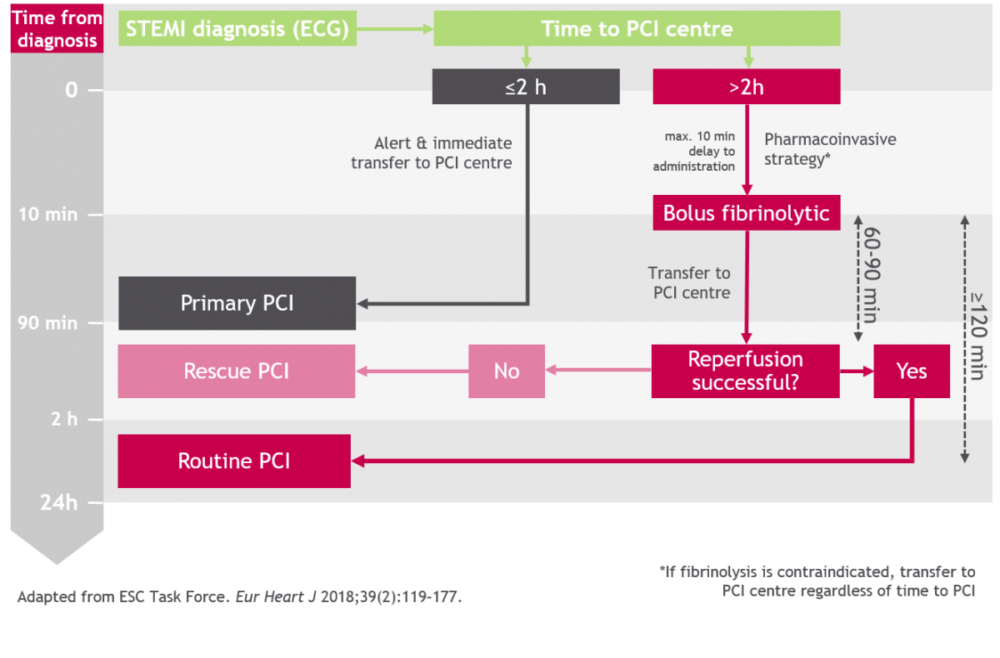 Time from
diagnosis
STEMI diagnosis (ECG)
Time to PCI centre
0
≤2 h
>2h
Alert & immediate
transfer to PCI centre
max. 10 min
delay to
administration
Pharmacoinvasive
strategy*
10 min
Bolus fibrinolytic
60-90 min
≥120 min
Transfer to
PCI centre
Primary PCI
90 min
Rescue PCI
No
Reperfusion
successful?
Yes
2 h
Routine PCI
24h
*If fibrinolysis is contraindicated, transfer to
PCI centre regardless of time to PCI
Adapted from ESC Task Force. Eur Heart J 2018;39(2):119–177.